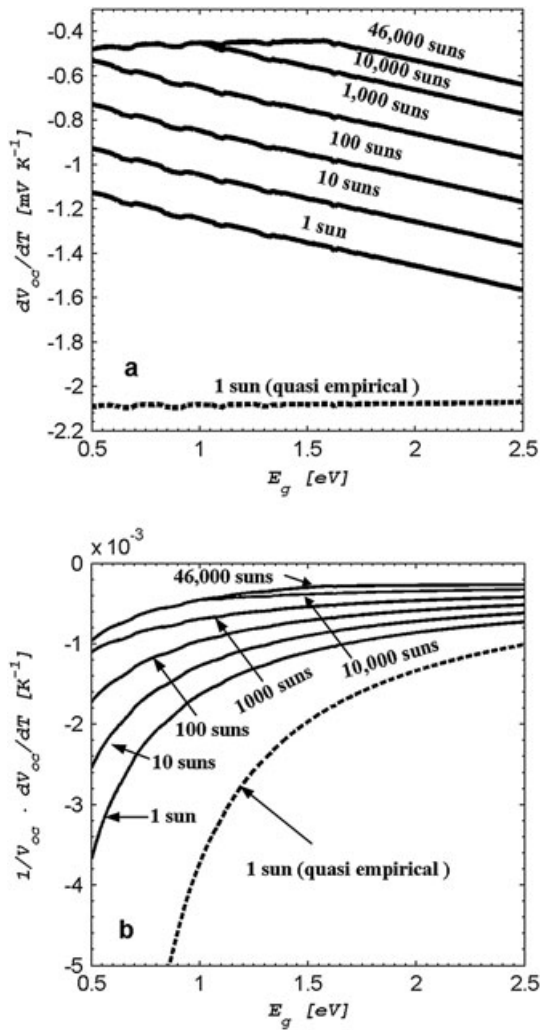 -0.4
-0.6
-0.8
-1
-1.2
-1.4
-1.6
-1.8
-2
-2.2
dV_oc/dT [mV K⁻¹]
46,000 suns
10,000 suns
1,000 suns
100 suns
10 suns
1 sun
a
1 sun (quasi empirical )
0.5 1 1.5 2 2.5
E_g [eV]
x 10⁻³
0
-1
-2
-3
-4
-5
1/V_oc · dV_oc/dT [K⁻¹]
46,000 suns
10,000 suns
1000 suns
100 suns
10 suns
1 sun
1 sun (quasi empirical )
b
0.5 1 1.5 2 2.5
E_g [eV]